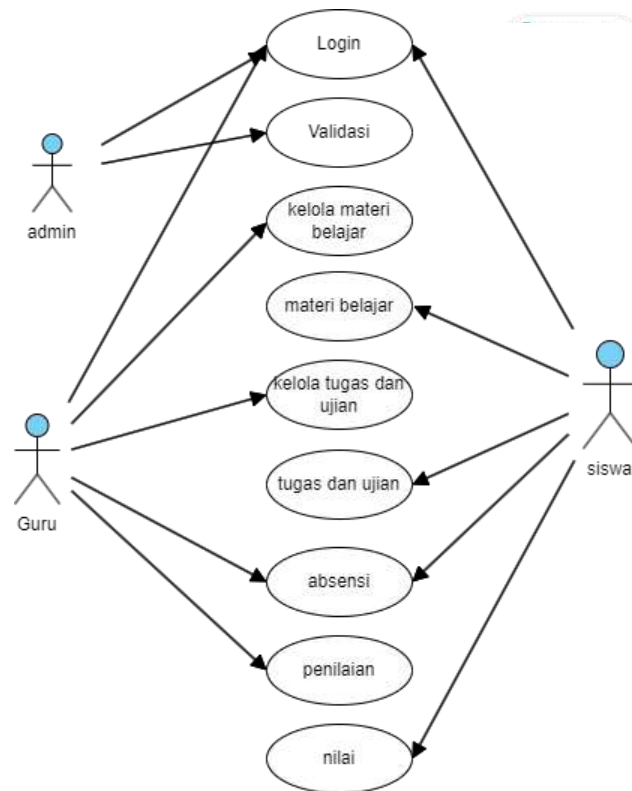 Login
Validasi
admin
kelola materi
belajar
materi belajar
kelola tugas dan
ujian
Guru
siswa
tugas dan ujian
absensi
penilaian
nilai